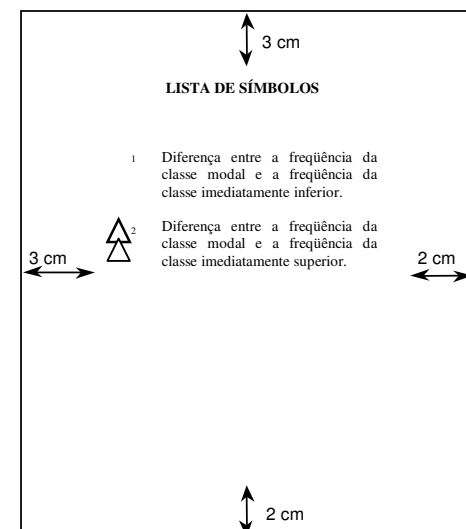 3 cm
LISTA DE SÍMBOLOS
1 Diferença entre a freqüência da
classe modal e a freqüência da
classe imediatamente inferior.
2 Diferença entre a freqüência da
classe modal e a freqüência da
classe imediatamente superior.
3 cm
2 cm
2 cm